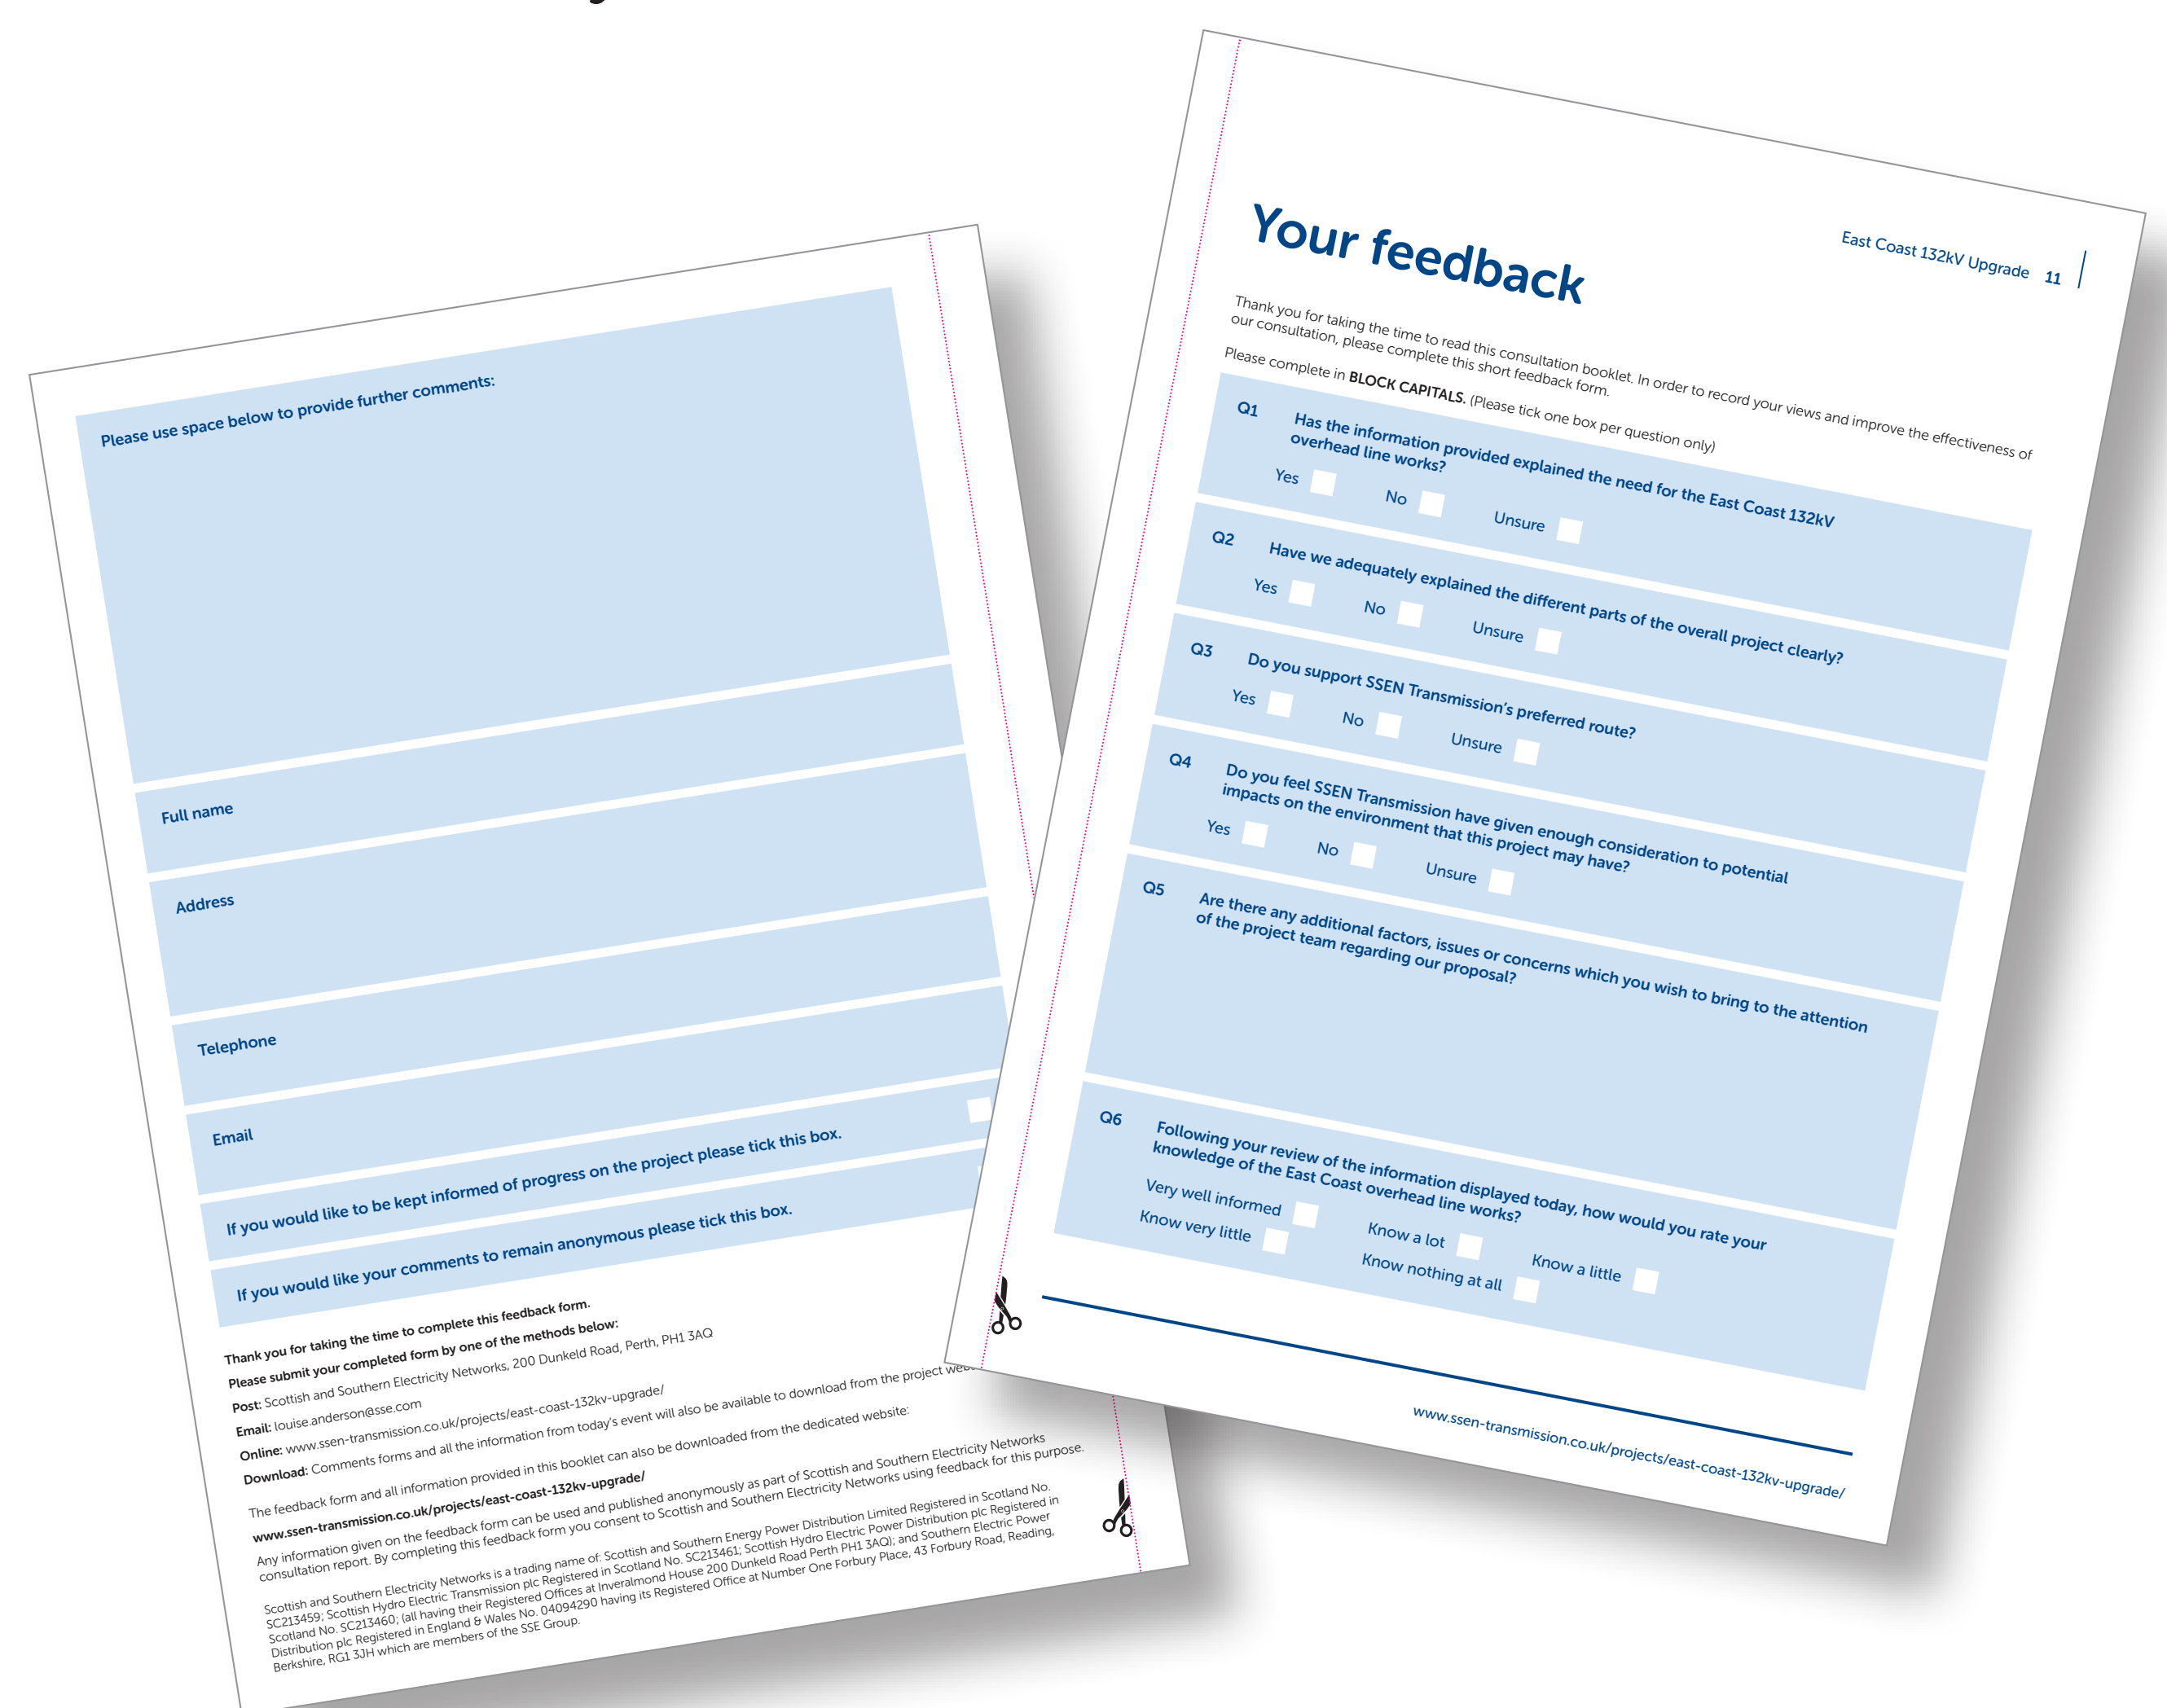 Please use space below to provide further comments:
Full name
Address
Telephone
Email
If you would like to be kept informed of progress on the project please tick this box.
If you would like your comments to remain anonymous please tick this box.
Thank you for taking the time to complete this feedback form.
Please submit your completed form by one of the methods below:
Post: Scottish and Southern Electricity Networks, 200 Dunkeld Road, Perth, PH1 3AQ
Email: louise.anderson@sse.com
Online: www.ssen-transmission.co.uk/projects/east-coast-132kv-upgrade/
Download: Comments forms and all the information from today's event will also be available to download from the project
The feedback form and all information provided in this booklet can also be downloaded from the dedicated website:
www.ssen-transmission.co.uk/projects/east-coast-132kv-upgrade/
Any information given on the feedback form can be used and published anonymously as part of Scottish and Southern Electricity Networks
consultation report. By completing this feedback form you consent to Scottish and Southern Electricity Networks using feedback for this purpose.
Scottish and Southern Electricity Networks is a trading name of: Scottish and Southern Energy Power Distribution Limited Registered in Scotland No.
SC213459; Scottish Hydro Electric Transmission plc Registered in Scotland No. SC213461; Scottish Hydro Electric Power Distribution plc Registered in
Scotland No. SC213460; (all having their Registered Offices at Inveralmond House 200 Dunkeld Road Perth PH1 3AQ); and Southern Electric Power
Distribution plc Registered in England & Wales No. 04094290 having its Registered Office at Number One Forbury Place, 43 Forbury Road, Reading,
Berkshire, RG1 3JH which are members of the SSE Group.
East Coast 132kV Upgrade 11
Your feedback
Thank you for taking the time to read this consultation booklet. In order to record your views and improve the effectiveness of
our consultation, please complete this short feedback form.
Please complete in BLOCK CAPITALS. (Please tick one box per question only)
Q1 Has the information provided explained the need for the East Coast 132kV
overhead line works?
Yes No Unsure
Q2 Have we adequately explained the different parts of the overall project clearly?
Yes No Unsure
Q3 Do you support SSEN Transmission's preferred route?
Yes No Unsure
Q4 Do you feel SSEN Transmission have given enough consideration to potential
impacts on the environment that this project may have?
Yes No Unsure
Q5 Are there any additional factors, issues or concerns which you wish to bring to the attention
of the project team regarding our proposal?
Q6 Following your review of the information displayed today, how would you rate your
knowledge of the East Coast overhead line works?
Very well informed Know a lot Know a little
Know very little Know nothing at all
www.ssen-transmission.co.uk/projects/east-coast-132kv-upgrade/